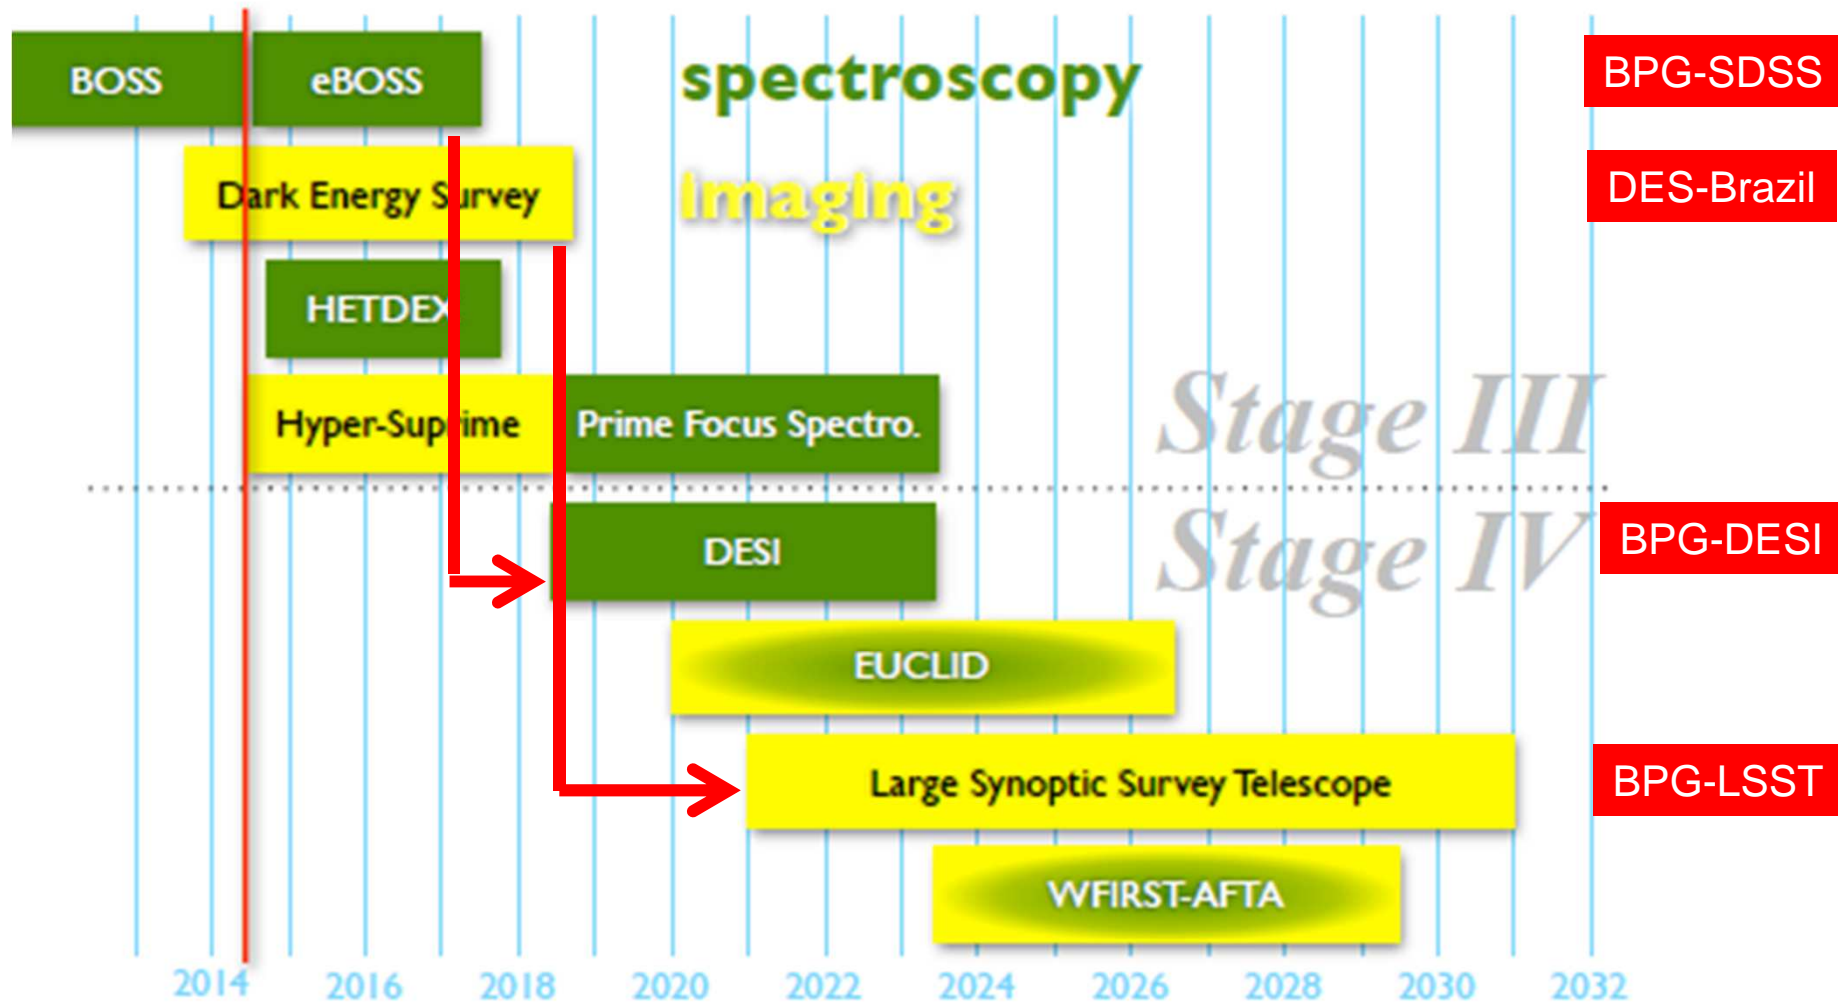 BOSS
eBOSS
spectroscopy
BPG-SDSS
Dark Energy Survey
imaging
DES-Brazil
HETDEX
Hyper-Suprime
Prime Focus Spectro.
Stage III
Stage IV
DESI
BPG-DESI
EUCLID
Large Synoptic Survey Telescope
BPG-LSST
WFIRST-AFTA
2014 2016 2018 2020 2022 2024 2026 2028 2030 2032